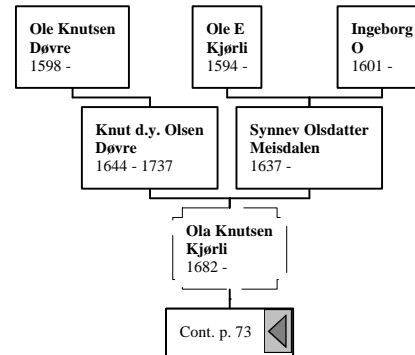 Ole Knutsen
Døvre
1598 -
Ole E
Kjørli
1594 -
Ingeborg
O
1601 -
Knut d.y. Olsen
Døvre
1644 - 1737
Synnev Olsdatter
Meisdalen
1637 -
Ola Knutsen
Kjørli
1682 -
Cont. p. 73